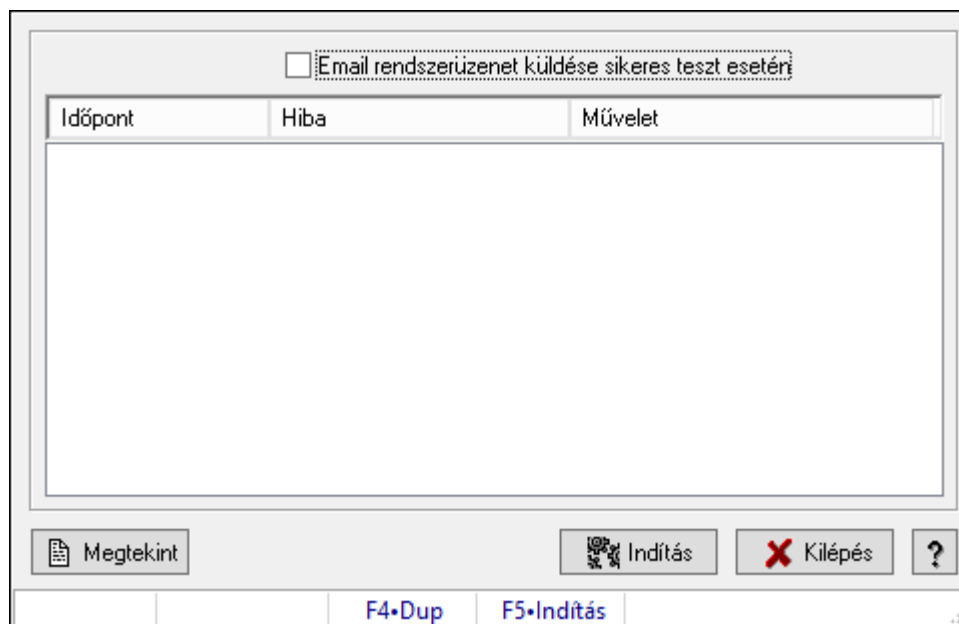 Email rendszerüzenet küldése sikeres teszt esetén
Időpont Hiba Művelet
Megtekint Indítás Kilépés ?
F4•Dup F5•Indítás